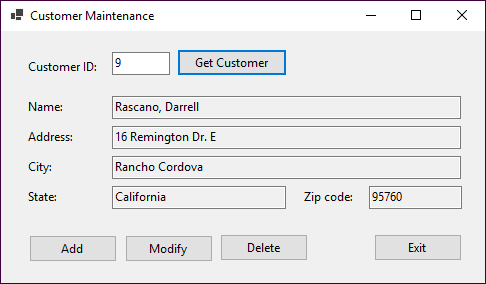 Customer Maintenance
Customer ID: 9 Get Customer
Name: Rascano, Darrell
Address: 16 Remington Dr. E
City: Rancho Cordova
State: California Zip code: 95760
Add Modify Delete Exit